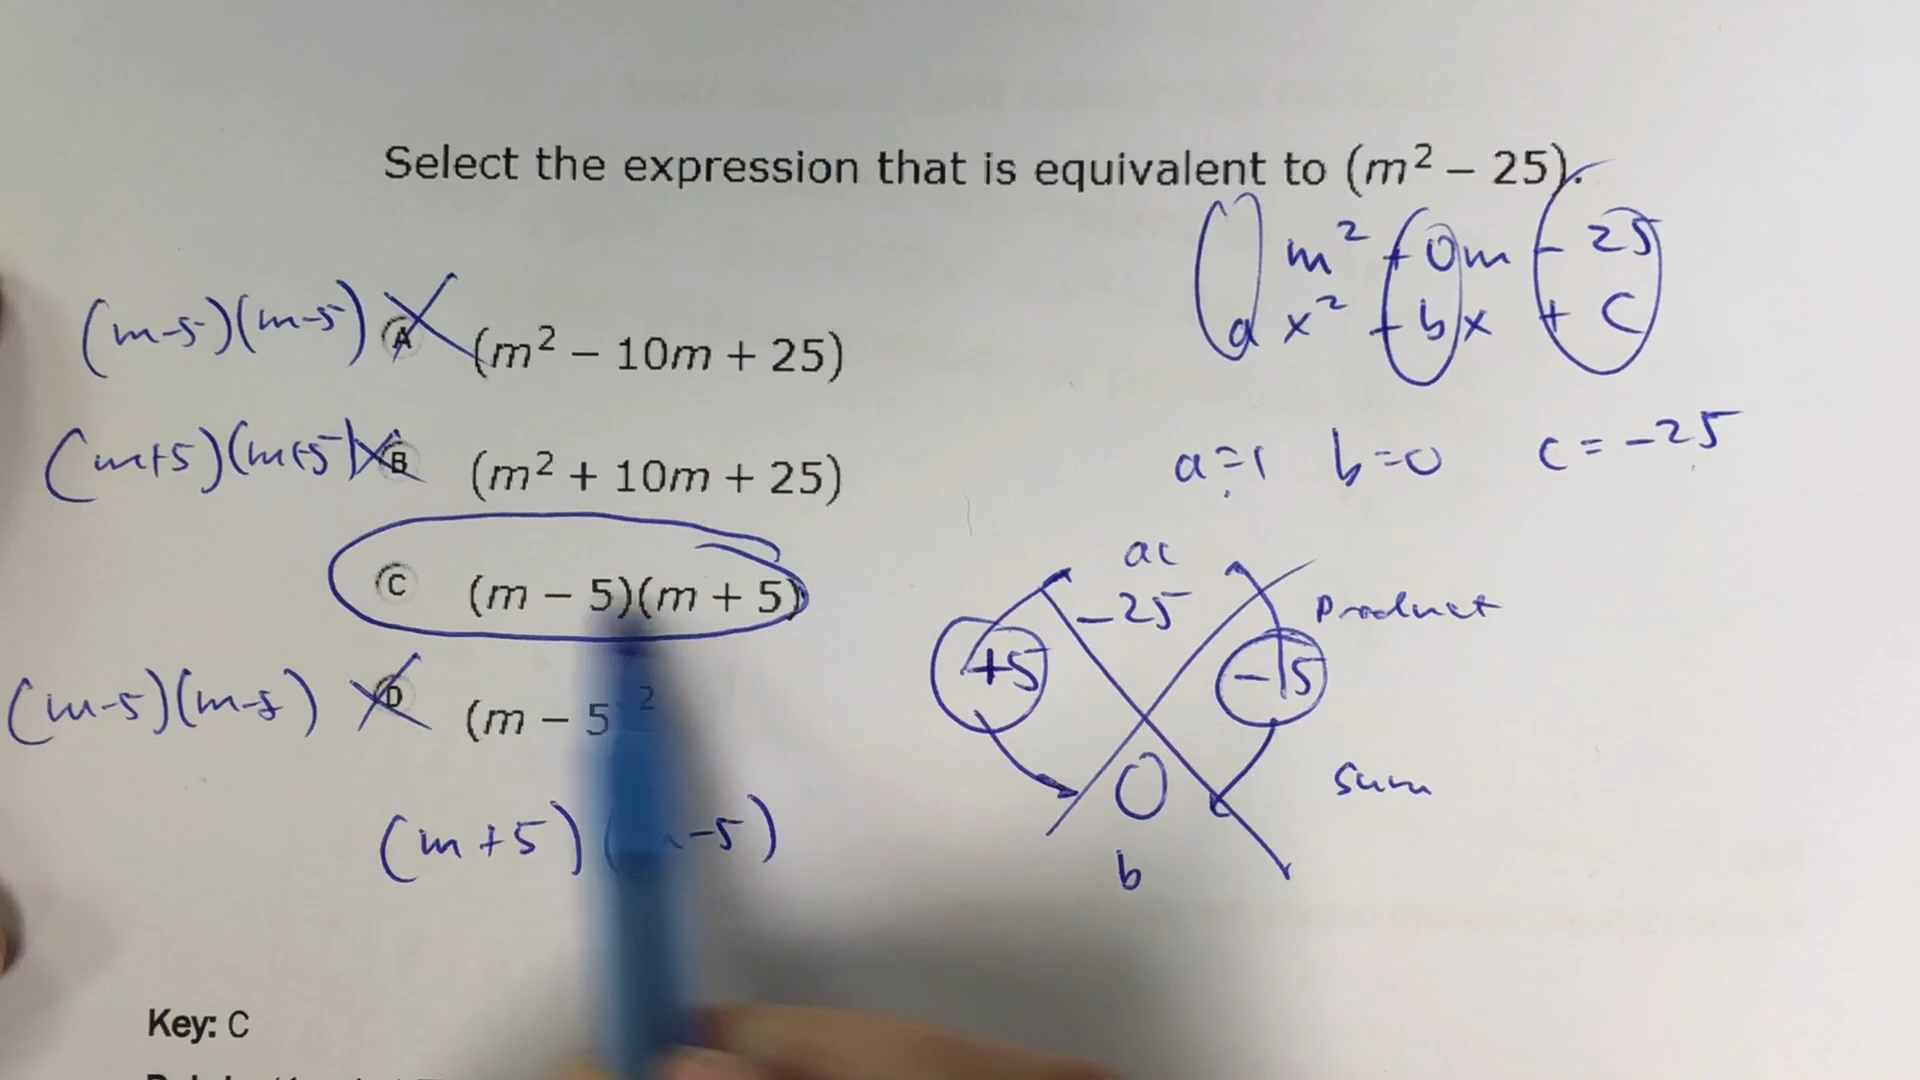 Select the expression that is equivalent to (m² – 25).
m² + 0m - 25
a x² + b x + C
a = 1 b = 0 c = -25
(m-5)(m-5) A (m² – 10m + 25)
(m+5)(m+5) B (m² + 10m + 25)
C (m – 5)(m + 5)
(m-5)(m-5) D (m – 5 2
(m+5)( -5)
ac
-25 Product
+5 -5
0 sum
b
Key: C